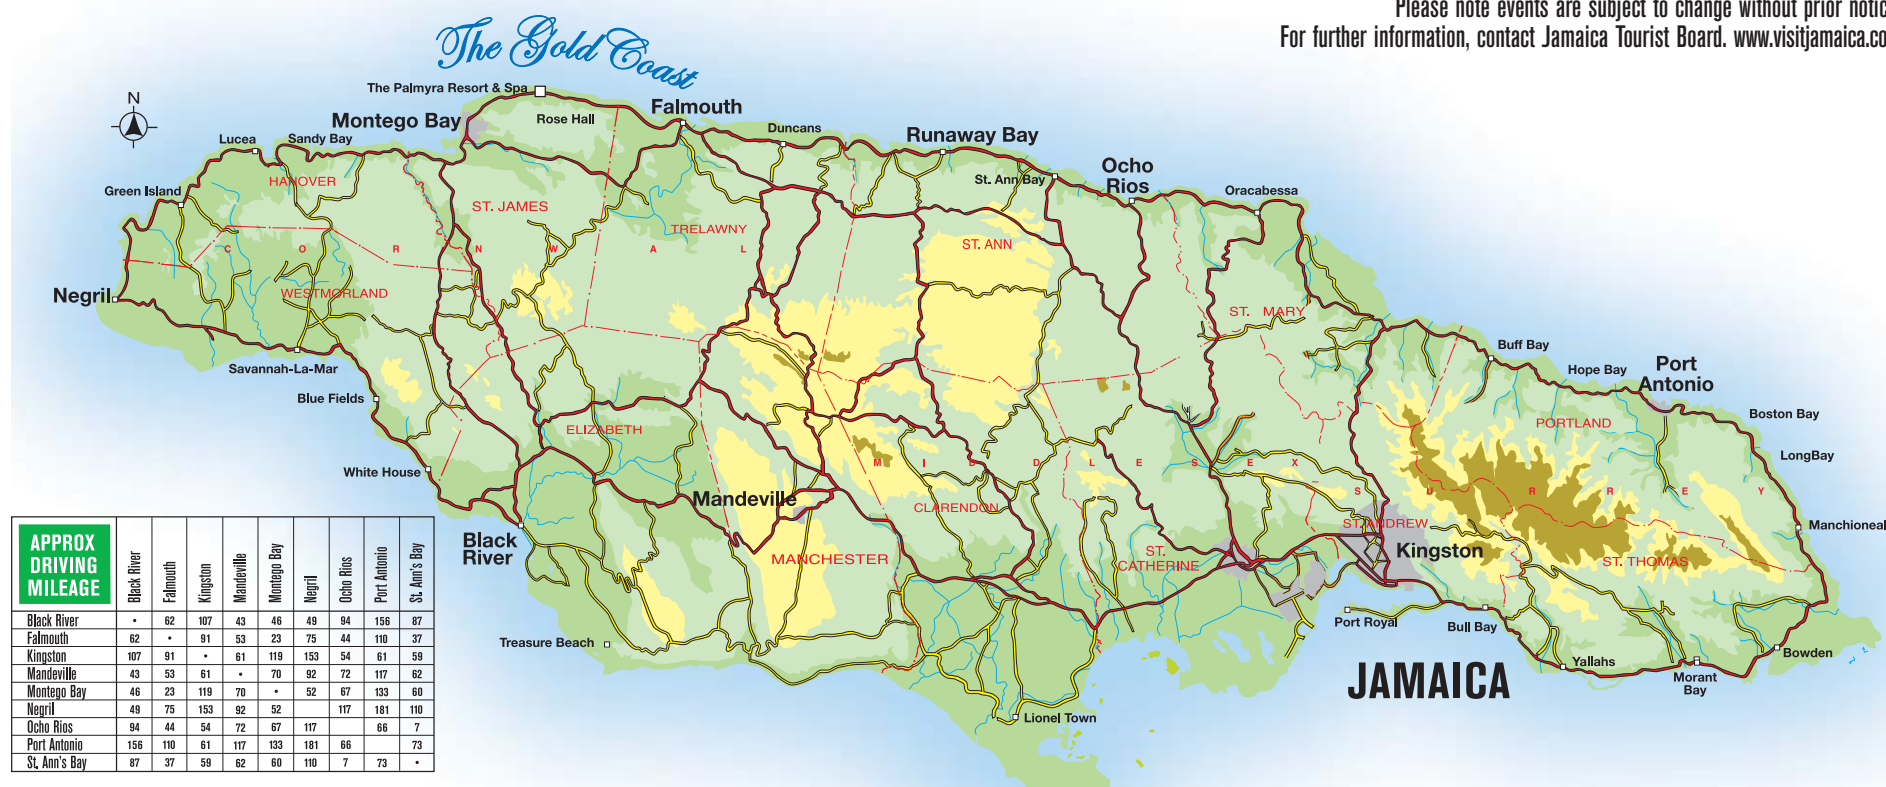 Please note events are subject to change without prior notic
For further information, contact Jamaica Tourist Board. www.visitjamaica.co
The Gold Coast
N
The Palmyra Resort & Spa
Montego Bay
Rose Hall
Falmouth
Duncans
Runaway Bay
Lucea
Sandy Bay
St. Ann Bay
Ocho
Rios
Oracabessa
Green Island
HANOVER
ST. JAMES
TRELAWNY
ST. ANN
CORNWALL
Negril
WESTMORLAND
ST. MARY
Savannah-La-Mar
Blue Fields
Buff Bay
Hope Bay
Port
Antonio
Boston Bay
ELIZABETH
PORTLAND
LongBay
White House
MIDDLESEX
SURREY
Mandeville
CLARENDON
ST. ANDREW
Manchioneal
Black
River
MANCHESTER
ST.
CATHERINE
Kingston
ST. THOMAS
Treasure Beach
Port Royal
Bull Bay
JAMAICA
Yallahs
Morant
Bay
Bowden
Lionel Town
APPROX
DRIVING
MILEAGE
Black River Falmouth Kingston Mandeville Montego Bay Negril Ocho Rios Port Antonio St. Ann's Bay
Black River • 62 107 43 46 49 94 156 87
Falmouth 62 • 91 53 23 75 44 110 37
Kingston 107 91 • 61 119 153 54 61 59
Mandeville 43 53 61 • 70 92 72 117 62
Montego Bay 46 23 119 70 • 52 67 133 60
Negril 49 75 153 92 52 117 181 110
Ocho Rios 94 44 54 72 67 117 66 7
Port Antonio 156 110 61 117 133 181 66 73
St. Ann's Bay 87 37 59 62 60 110 7 73 •